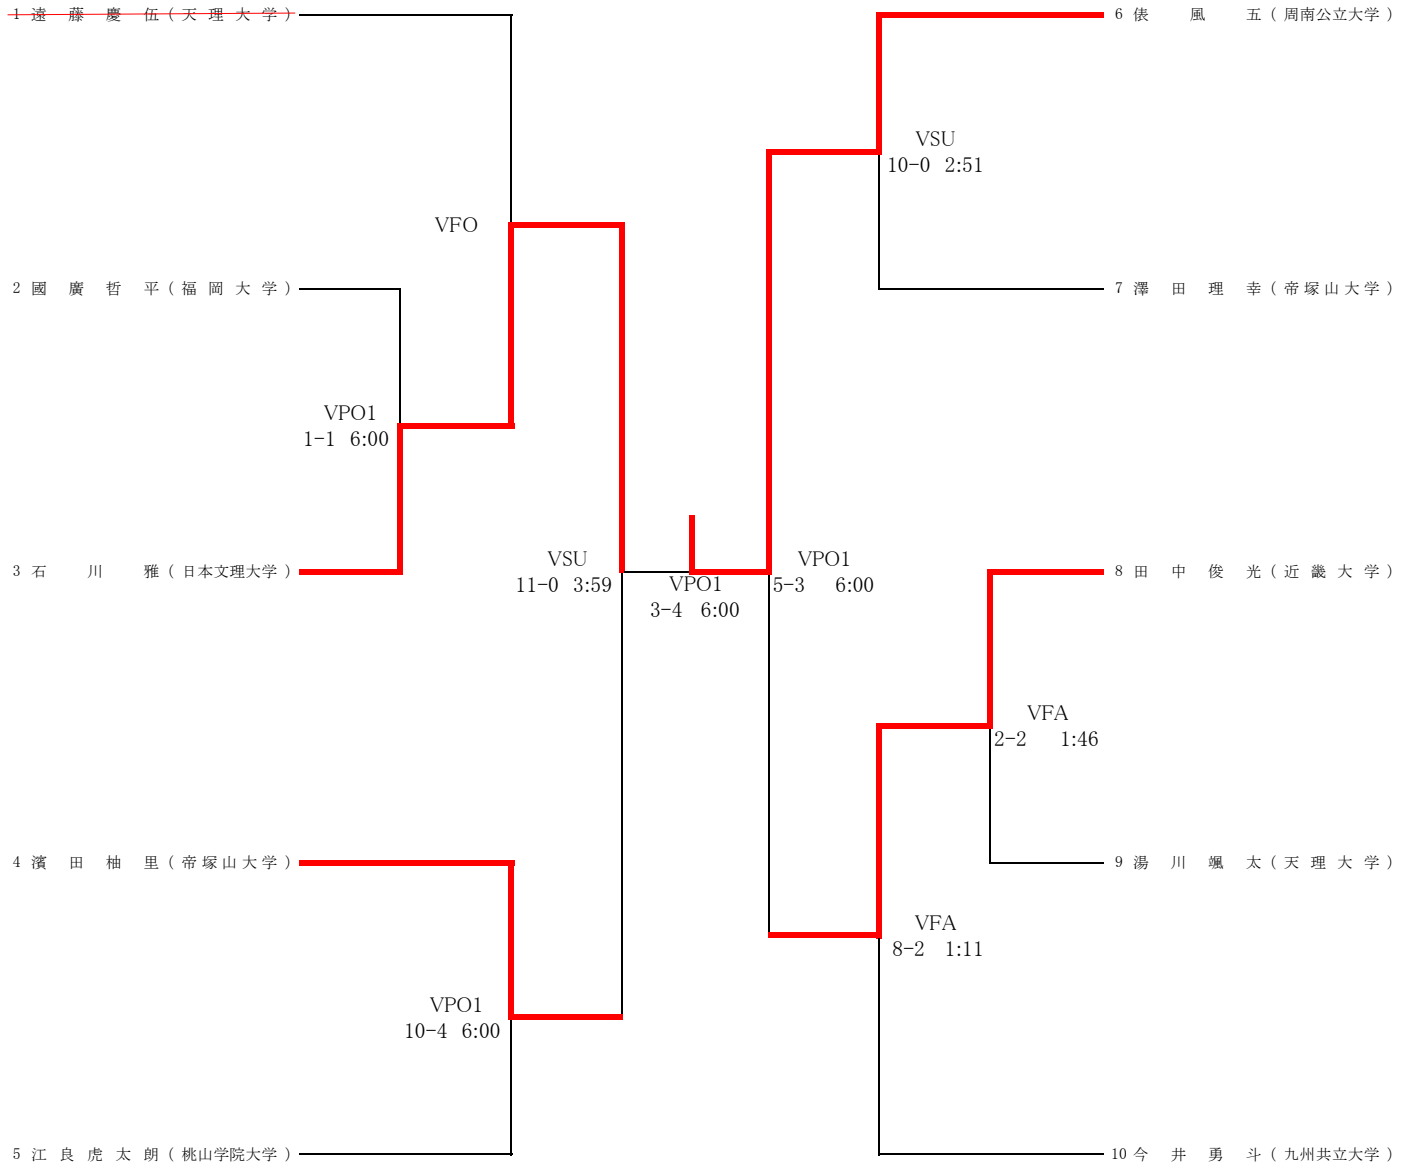 1 遠藤慶伍(天理大学)
VFO
2 國廣哲平(福岡大学)
VPO1
1-1 6:00
3 石川雅(日本文理大学)
VSU
11-0 3:59
4 濱田柚里(帝塚山大学)
VPO1
10-4 6:00
5 江良虎太朗(桃山学院大学)
VPO1
3-4 6:00
6 俵風五(周南公立大学)
VSU
10-0 2:51
7 澤田理幸(帝塚山大学)
VPO1
5-3 6:00
8 田中俊光(近畿大学)
VFA
2-2 1:46
9 湯川颯太(天理大学)
VFA
8-2 1:11
10 今井勇斗(九州共立大学)